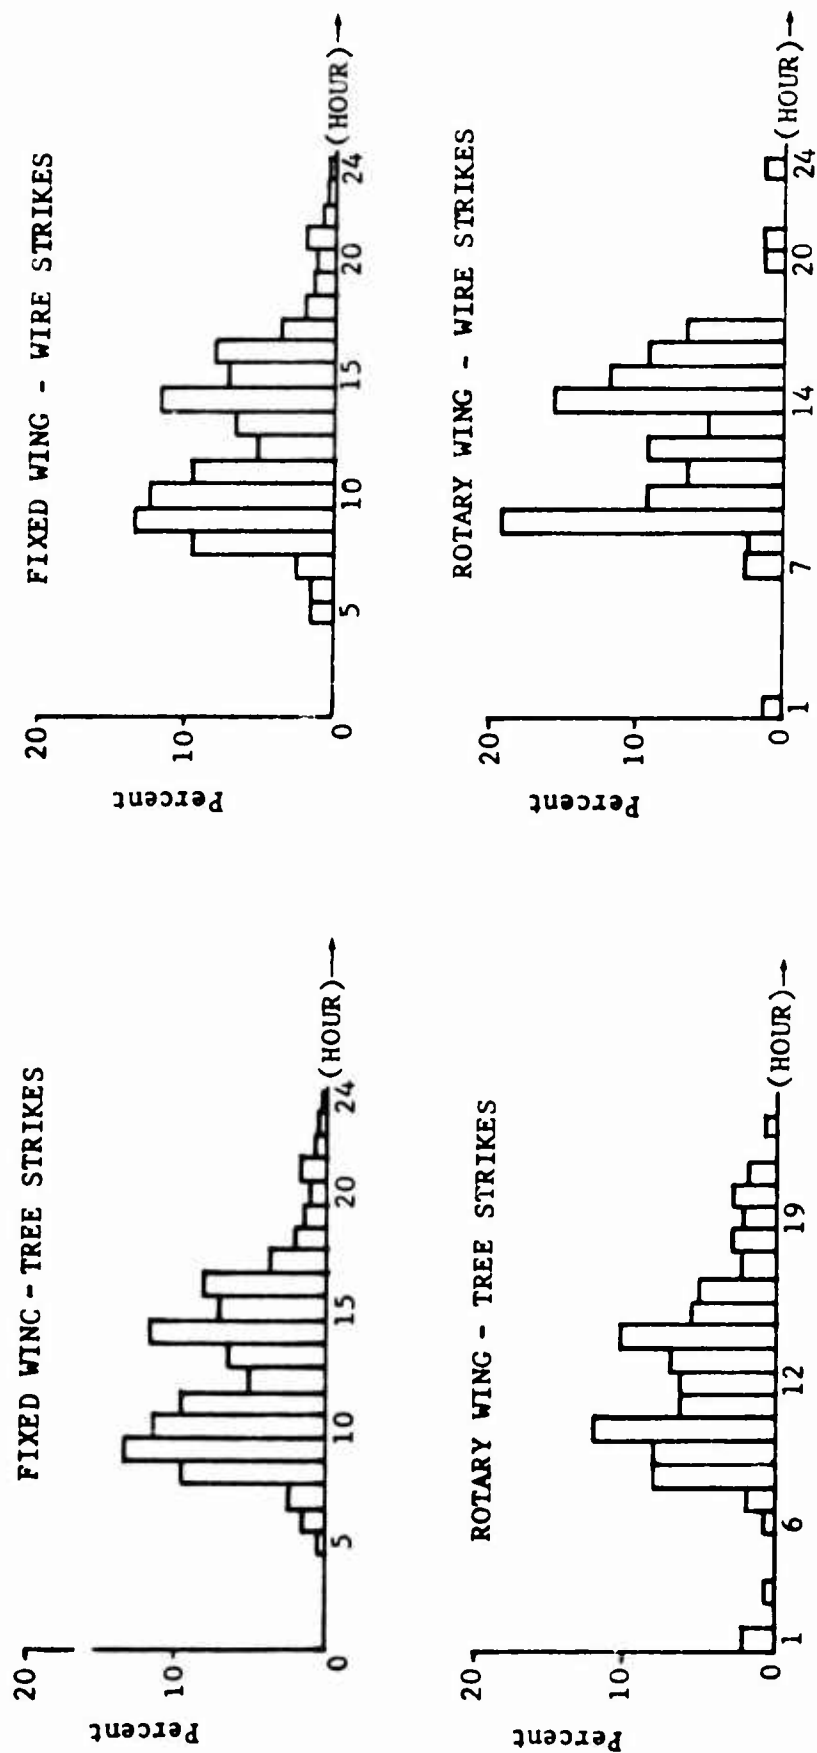 FIXED WINC - TREE STRIKES
20
10
0
Percent
5
10
15
20
24
(HOUR)
FIXED WING - WIRE STRIKES
20
10
0
Percent
5
10
15
20
24
(HOUR)
ROTARY WING - TREE STRIKES
20
10
0
Percent
1
6
12
19
(HOUR)
ROTARY WING - WIRE STRIKES
20
10
0
Percent
1
7
14
20
24
(HOUR)